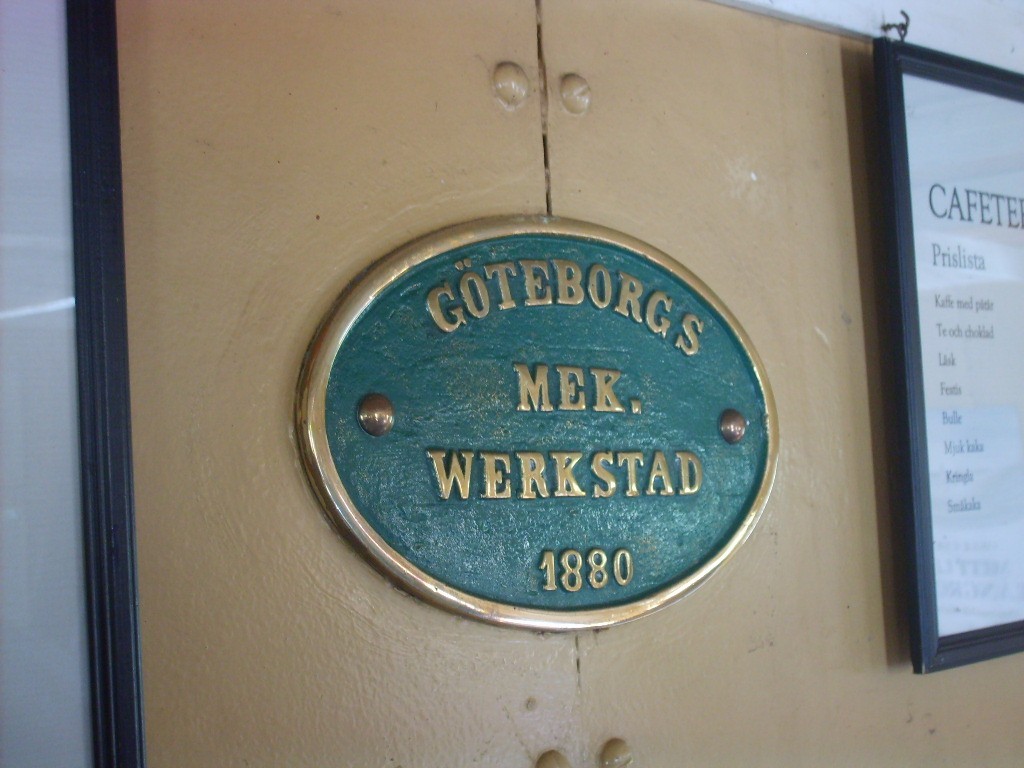 GÖTEBORGS
MEK.
WERKSTAD
1880
CAFETE
Prislista
Kaffe med påtår
Te och choklad
Läsk
Festis
Bulle
Mjuk kaka
Kringla
Småkaka